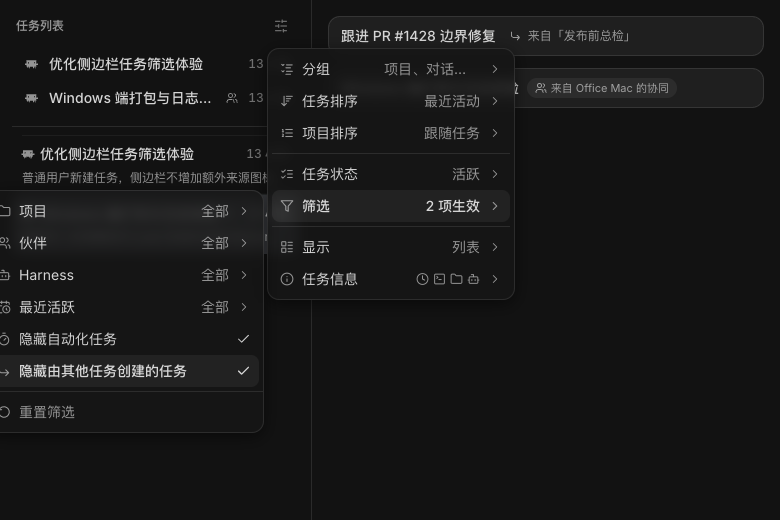 任务列表
优化侧边栏任务筛选体验 13
Windows 端打包与日志... 13
优化侧边栏任务筛选体验 13
普通用户新建任务，侧边栏不增加额外来源图
项目 全部
伙伴 全部
Harness 全部
最近活跃 全部
隐藏自动化任务
隐藏由其他任务创建的任务
重置筛选
分组 项目、对话...
任务排序 最近活动
项目排序 跟随任务
任务状态 活跃
筛选 2 项生效
显示 列表
任务信息
跟进 PR #1428 边界修复 来自「发布前总检」
来自 Office Mac 的协同